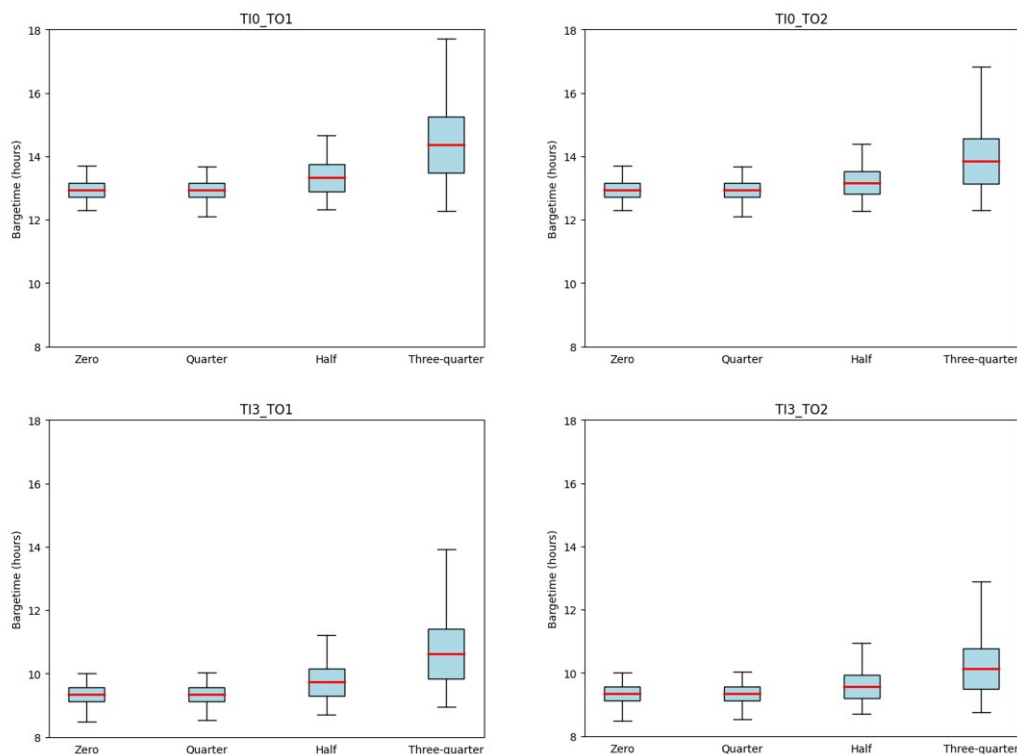 TI0_TO1
Bargetime (hours)
18
16
14
12
10
8
Zero Quarter Half Three-quarter
TI0_TO2
Bargetime (hours)
18
16
14
12
10
8
Zero Quarter Half Three-quarter
TI3_TO1
Bargetime (hours)
18
16
14
12
10
8
Zero Quarter Half Three-quarter
TI3_TO2
Bargetime (hours)
18
16
14
12
10
8
Zero Quarter Half Three-quarter